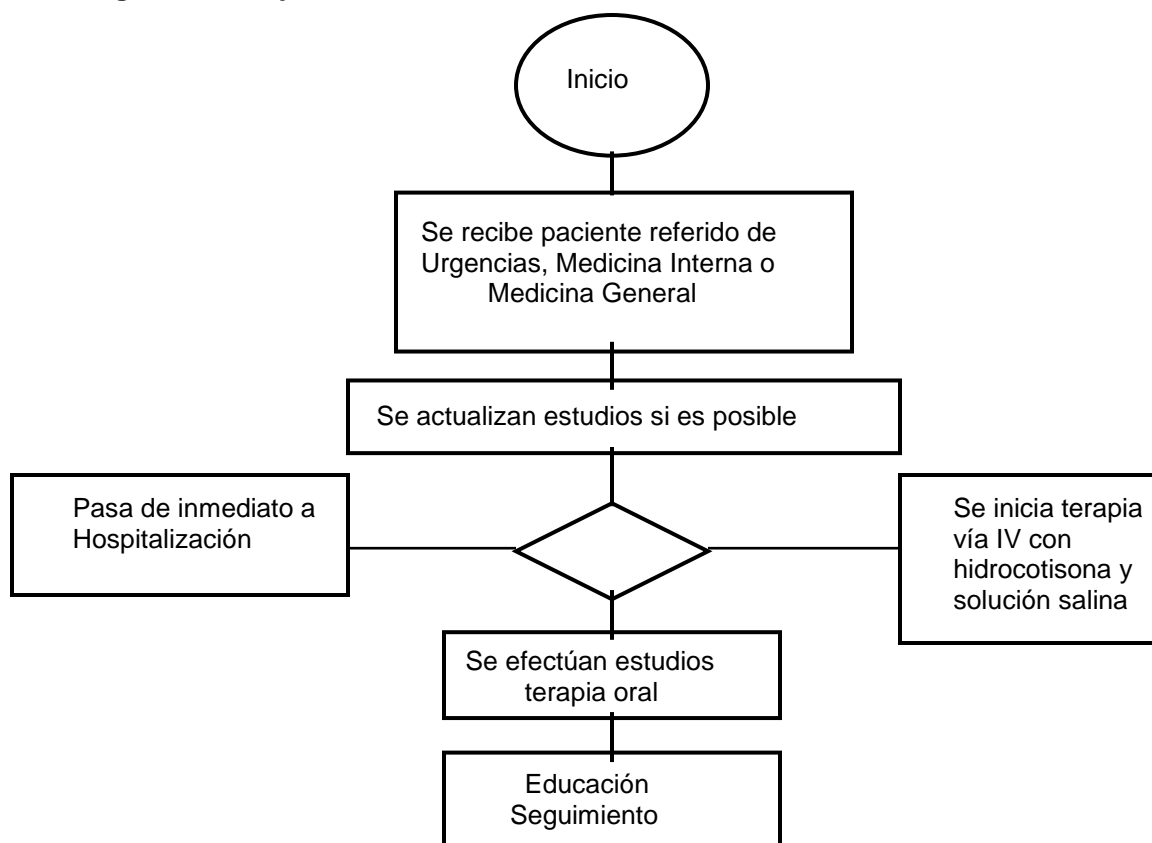 Inicio
Se recibe paciente referido de
Urgencias, Medicina Interna o
Medicina General
Se actualizan estudios si es posible
Pasa de inmediato a
Hospitalización
Se inicia terapia
vía IV con
hidrocotisona y
solución salina
Se efectúan estudios
terapia oral
Educación
Seguimiento